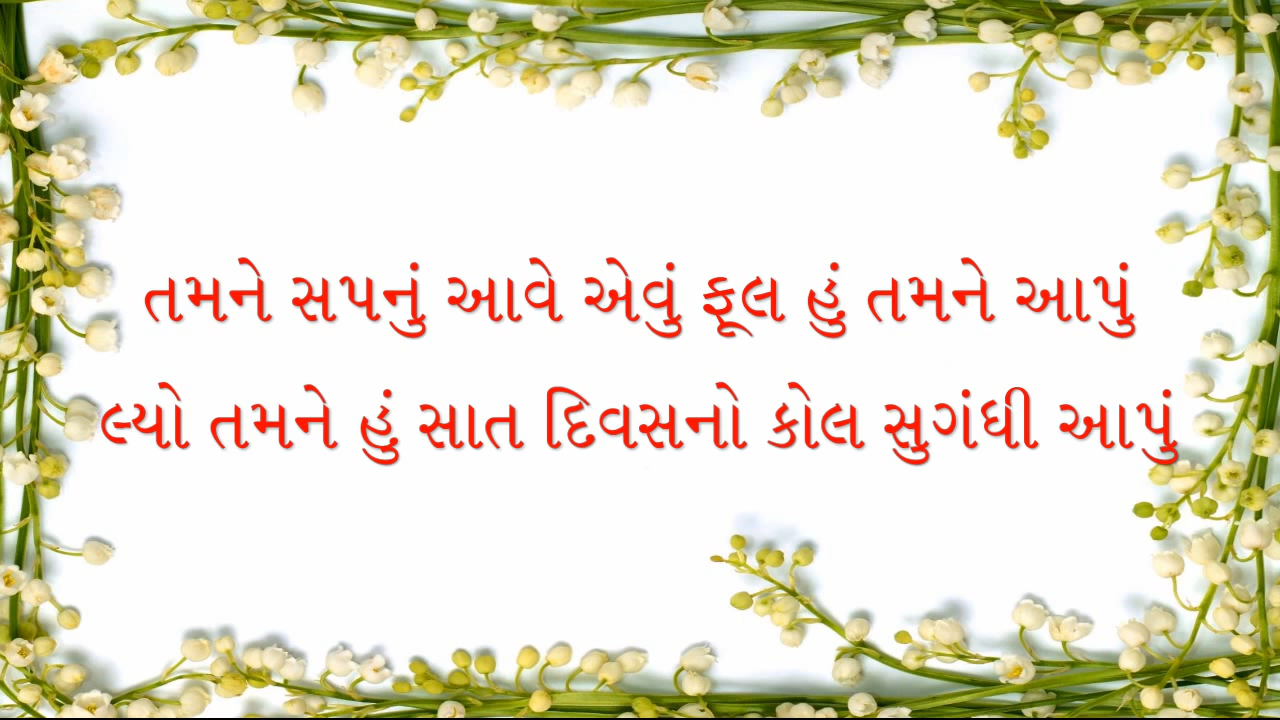 તમને સપનું આવે એવું ફૂલ હું તમને આપું
લ્યો તમને હું સાત દિવસનો કોલ સુગંધી આપું